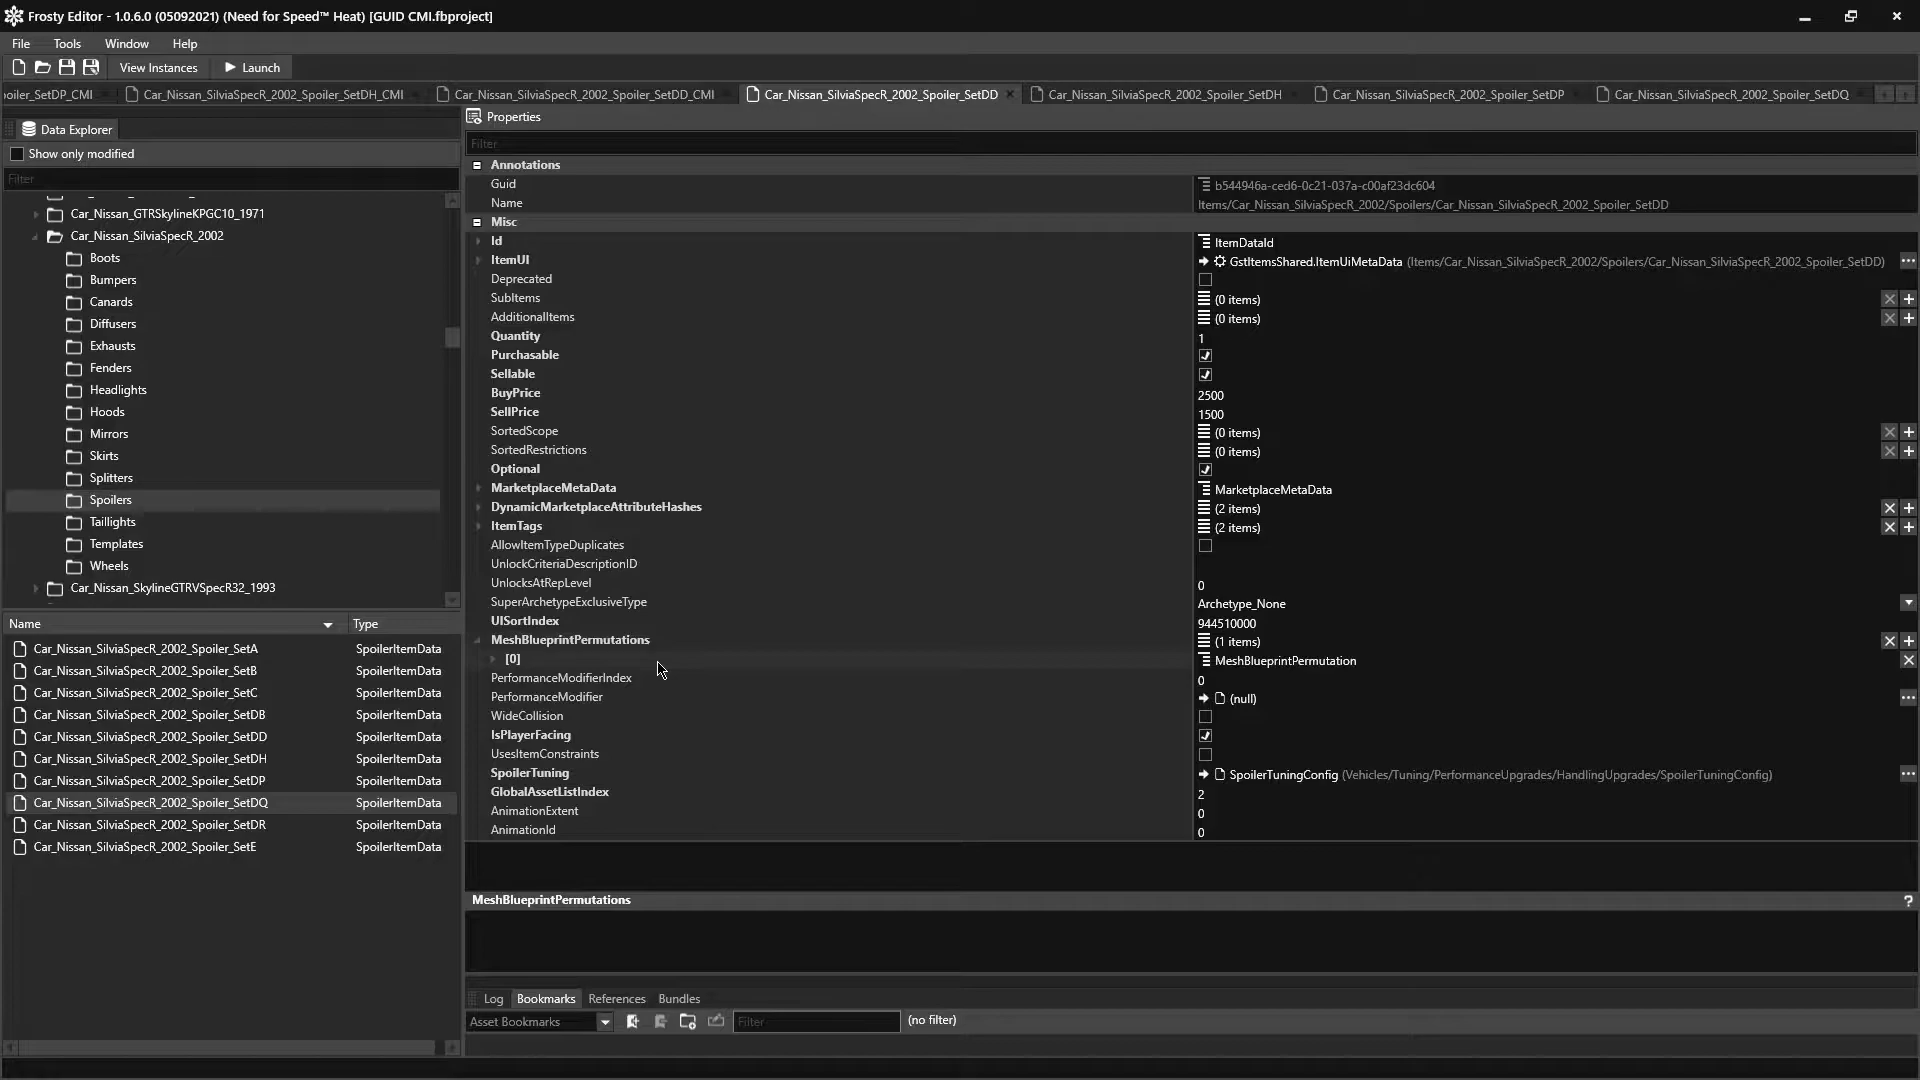 Frosty Editor - 1.0.6.0 (05092021) (Need for Speed™ Heat) [GUID CMI.fbproject]
File Tools Window Help
View Instances Launch
oiler_SetDP_CMI Car_Nissan_SilviaSpecR_2002_Spoiler_SetDH_CMI Car_Nissan_SilviaSpecR_2002_Spoiler_SetDD_CMI Car_Nissan_SilviaSpecR_2002_Spoiler_SetDD Car_Nissan_SilviaSpecR_2002_Spoiler_SetDH Car_Nissan_SilviaSpecR_2002_Spoiler_SetDP Car_Nissan_SilviaSpecR_2002_Spoiler_SetDQ
Data Explorer
Show only modified
Filter
Car_Nissan_GTRSkylineKPGC10_1971
Car_Nissan_SilviaSpecR_2002
Boots
Bumpers
Canards
Diffusers
Exhausts
Fenders
Headlights
Hoods
Mirrors
Skirts
Splitters
Spoilers
Taillights
Templates
Wheels
Car_Nissan_SkylineGTRVSpecR32_1993
Name Type
Car_Nissan_SilviaSpecR_2002_Spoiler_SetA SpoilerItemData
Car_Nissan_SilviaSpecR_2002_Spoiler_SetB SpoilerItemData
Car_Nissan_SilviaSpecR_2002_Spoiler_SetC SpoilerItemData
Car_Nissan_SilviaSpecR_2002_Spoiler_SetDB SpoilerItemData
Car_Nissan_SilviaSpecR_2002_Spoiler_SetDD SpoilerItemData
Car_Nissan_SilviaSpecR_2002_Spoiler_SetDH SpoilerItemData
Car_Nissan_SilviaSpecR_2002_Spoiler_SetDP SpoilerItemData
Car_Nissan_SilviaSpecR_2002_Spoiler_SetDQ SpoilerItemData
Car_Nissan_SilviaSpecR_2002_Spoiler_SetDR SpoilerItemData
Car_Nissan_SilviaSpecR_2002_Spoiler_SetE SpoilerItemData
Properties
Filter
Annotations
Guid b544946a-ced6-0c21-037a-c00af23dc604
Name Items/Car_Nissan_SilviaSpecR_2002/Spoilers/Car_Nissan_SilviaSpecR_2002_Spoiler_SetDD
Misc
Id ItemDataId
ItemUI GstItemsShared.ItemUiMetaData (Items/Car_Nissan_SilviaSpecR_2002/Spoilers/Car_Nissan_SilviaSpecR_2002_Spoiler_SetDD)
Deprecated
SubItems (0 items)
AdditionalItems (0 items)
Quantity 1
Purchasable
Sellable
BuyPrice 2500
SellPrice 1500
SortedScope (0 items)
SortedRestrictions (0 items)
Optional
MarketplaceMetaData MarketplaceMetaData
DynamicMarketplaceAttributeHashes (2 items)
ItemTags (2 items)
AllowItemTypeDuplicates
UnlockCriteriaDescriptionID
UnlocksAtRepLevel 0
SuperArchetypeExclusiveType Archetype_None
UISortIndex 944510000
MeshBlueprintPermutations (1 items)
[0] MeshBlueprintPermutation
PerformanceModifierIndex 0
PerformanceModifier (null)
WideCollision
IsPlayerFacing
UsesItemConstraints
SpoilerTuning SpoilerTuningConfig (Vehicles/Tuning/PerformanceUpgrades/HandlingUpgrades/SpoilerTuningConfig)
GlobalAssetListIndex 2
AnimationExtent 0
AnimationId 0
MeshBlueprintPermutations ?
Log Bookmarks References Bundles
Asset Bookmarks Filter (no filter)